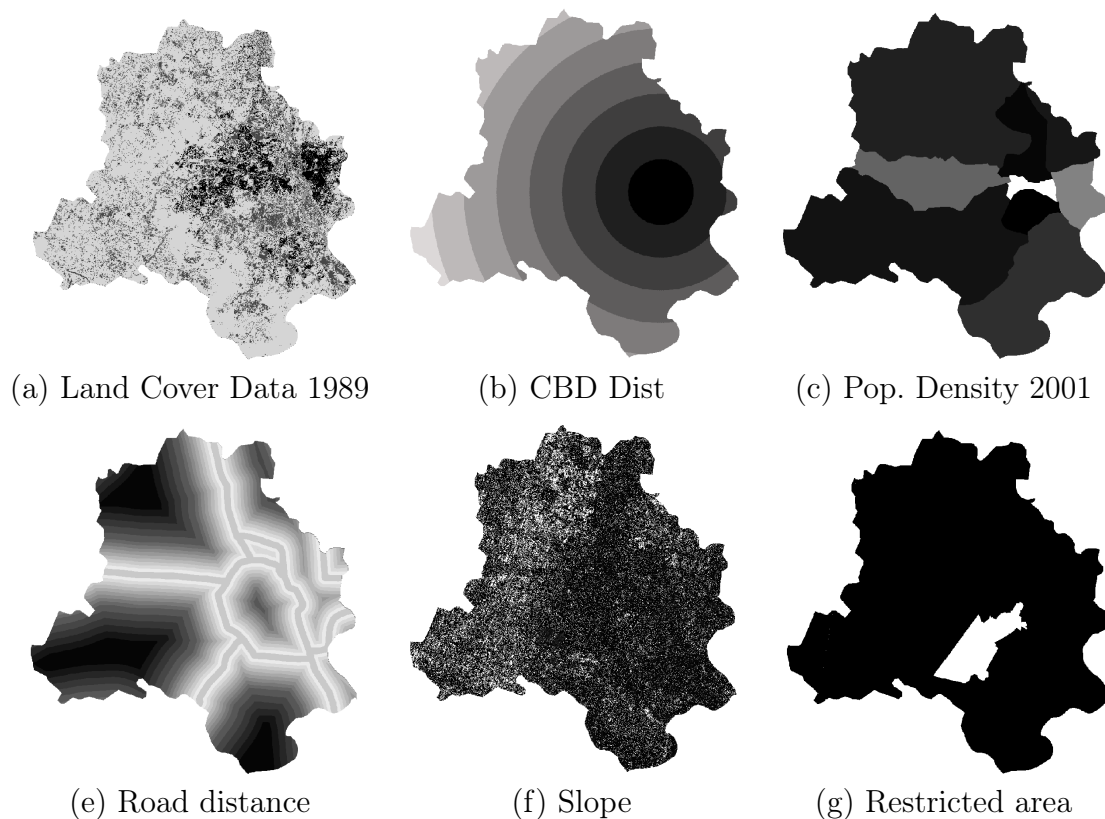 (a) Land Cover Data 1989
(b) CBD Dist
(c) Pop. Density 2001
(e) Road distance
(f) Slope
(g) Restricted area